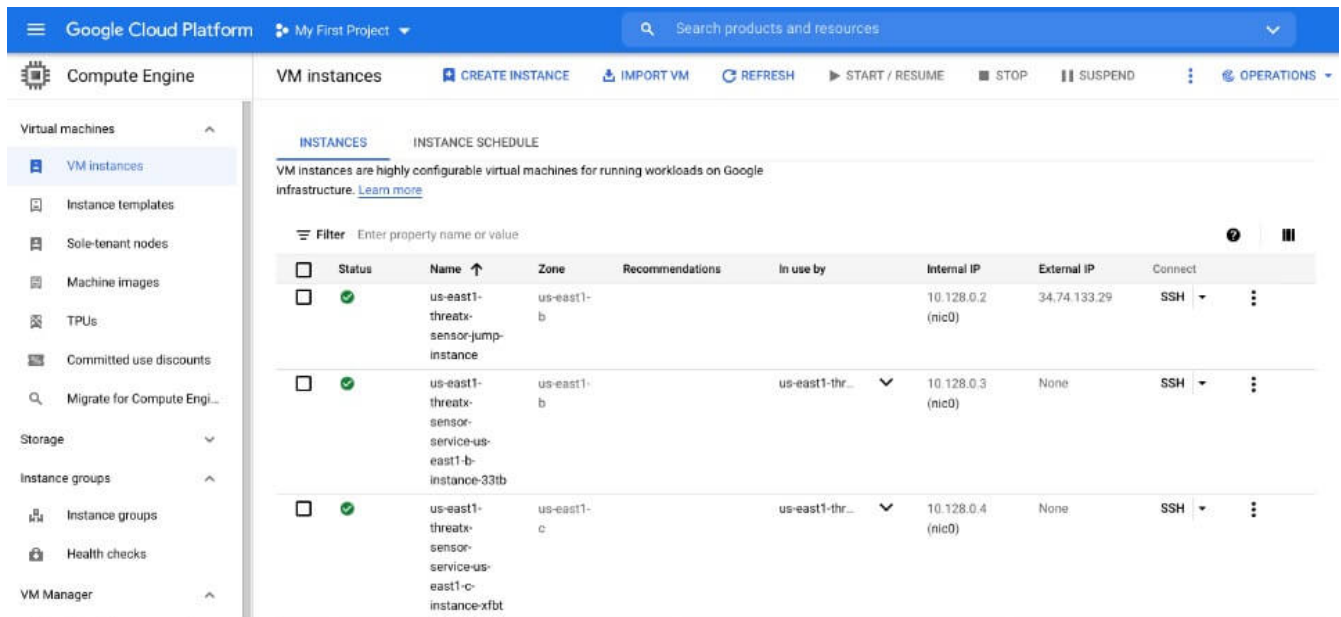 Google Cloud Platform My First Project Search products and resources
Compute Engine VM instances CREATE INSTANCE IMPORT VM REFRESH START / RESUME STOP SUSPEND OPERATIONS
Virtual machines
VM instances
Instance templates
Sole-tenant nodes
Machine images
TPUs
Committed use discounts
Migrate for Compute Engi...
Storage
Instance groups
Instance groups
Health checks
VM Manager
INSTANCES INSTANCE SCHEDULE
VM instances are highly configurable virtual machines for running workloads on Google
infrastructure. Learn more
Filter Enter property name or value
Status Name Zone Recommendations In use by Internal IP External IP Connect
us-east1- us-east1- 10.128.0.2 34.74.133.29 SSH
threatx- b (nic0)
sensor-jump-
instance
us-east1- us-east1- us-east1-thr... 10.128.0.3 None SSH
threatx- b (nic0)
sensor-
service-us-
east1-b-
instance-33tb
us-east1- us-east1- us-east1-thr... 10.128.0.4 None SSH
threatx- c (nic0)
sensor-
service-us-
east1-c-
instance-xfbt